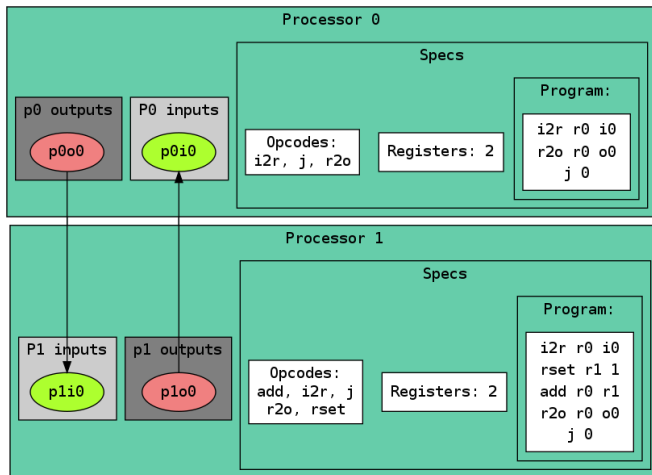 Processor 0
p0 outputs
p0o0
P0 inputs
p0i0
Specs
Opcodes:
i2r, j, r2o
Registers: 2
Program:
i2r r0 i0
r2o r0 o0
j 0
Processor 1
P1 inputs
p1i0
p1 outputs
p1o0
Specs
Opcodes:
add, i2r, j
r2o, rset
Registers: 2
Program:
i2r r0 i0
rset r1 1
add r0 r1
r2o r0 o0
j 0